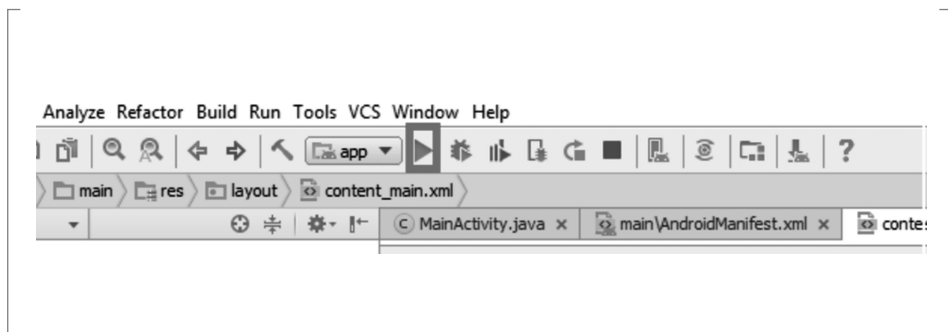 Analyze Refactor Build Run Tools VCS Window Help
app ?
main res layout content_main.xml
MainActivity.java x main\AndroidManifest.xml x conte